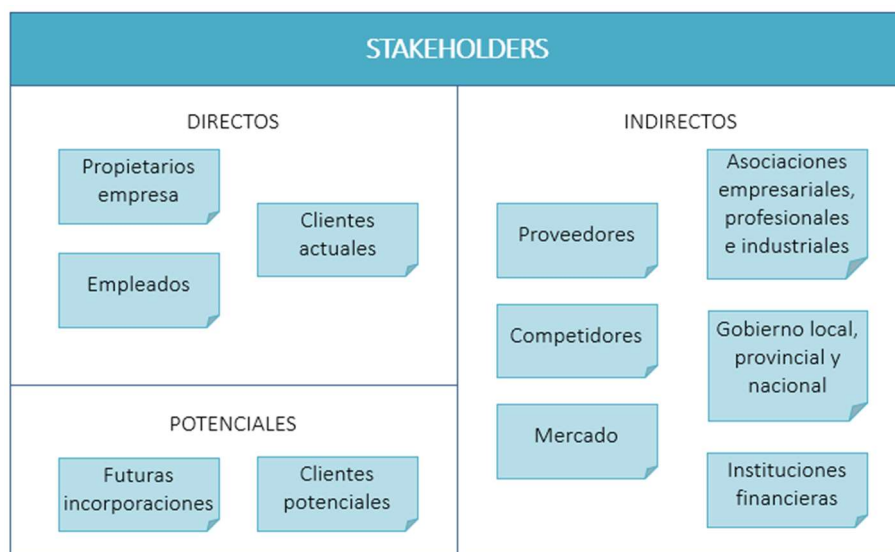 STAKEHOLDERS
DIRECTOS
Propietarios
empresa
Clientes
actuales
Empleados
POTENCIALES
Futuras
incorporaciones
Clientes
potenciales
INDIRECTOS
Proveedores
Competidores
Mercado
Asociaciones
empresariales,
profesionales
e industriales
Gobierno local,
provincial y
nacional
Instituciones
financieras